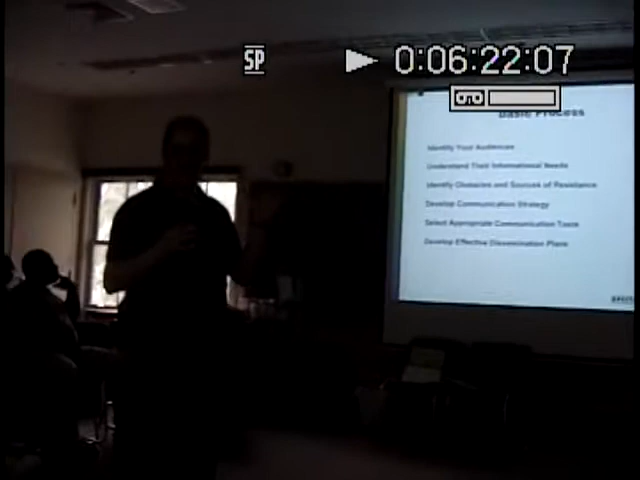 SP 0:06:22:07
Basic Process
Identify Your Audiences
Understand Their Informational Needs
Identify Obstacles and Sources of Resistance
Develop Communication Strategy
Select Appropriate Communication Tools
Develop Effective Dissemination Plans